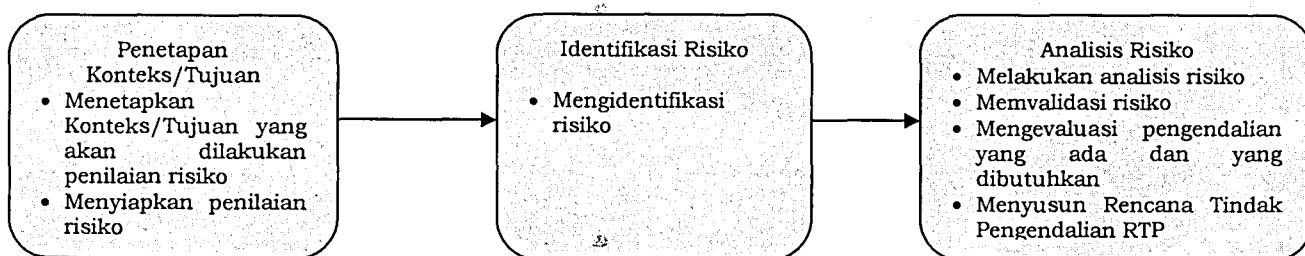 Penetapan
Konteks/Tujuan
• Menetapkan
Konteks/Tujuan yang
akan dilakukan
penilaian risiko
• Menyiapkan penilaian
risiko
Identifikasi Risiko
• Mengidentifikasi
risiko
Analisis Risiko
• Melakukan analisis risiko
• Memvalidasi risiko
• Mengevaluasi pengendalian
yang ada dan yang
dibutuhkan
• Menyusun Rencana Tindak
Pengendalian RTP